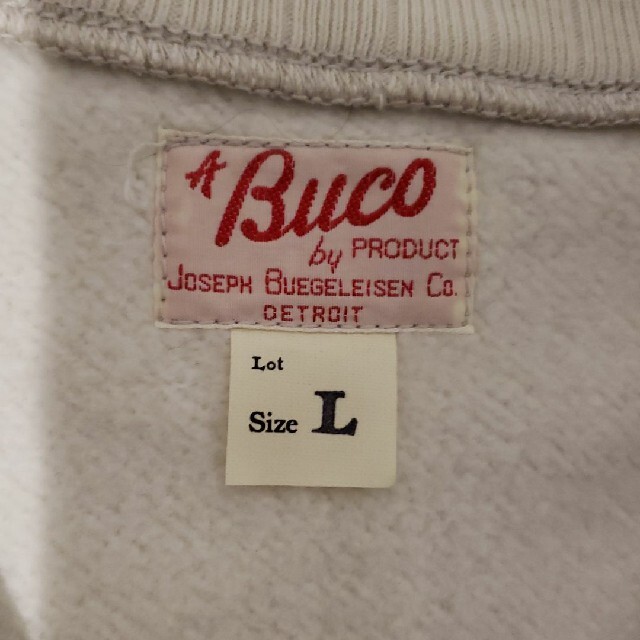 A Buco
by PRODUCT
JOSEPH BUEGELEISEN CO.
DETROIT
Lot
Size L